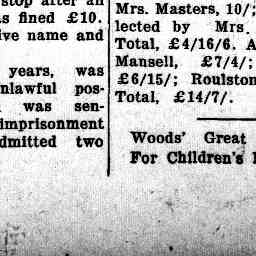 stop after an
s fined £10.
ive name and
years, was
nlawful pos-
was sen-
imprisonment
dmitted two
Mrs. Masters, 10/;
lected by Mrs.
Total, £4/16/6. A
Mansell, £7/4/;
£6/15/; Roulston
Total, £14/7/.
Woods' Great
For Children's